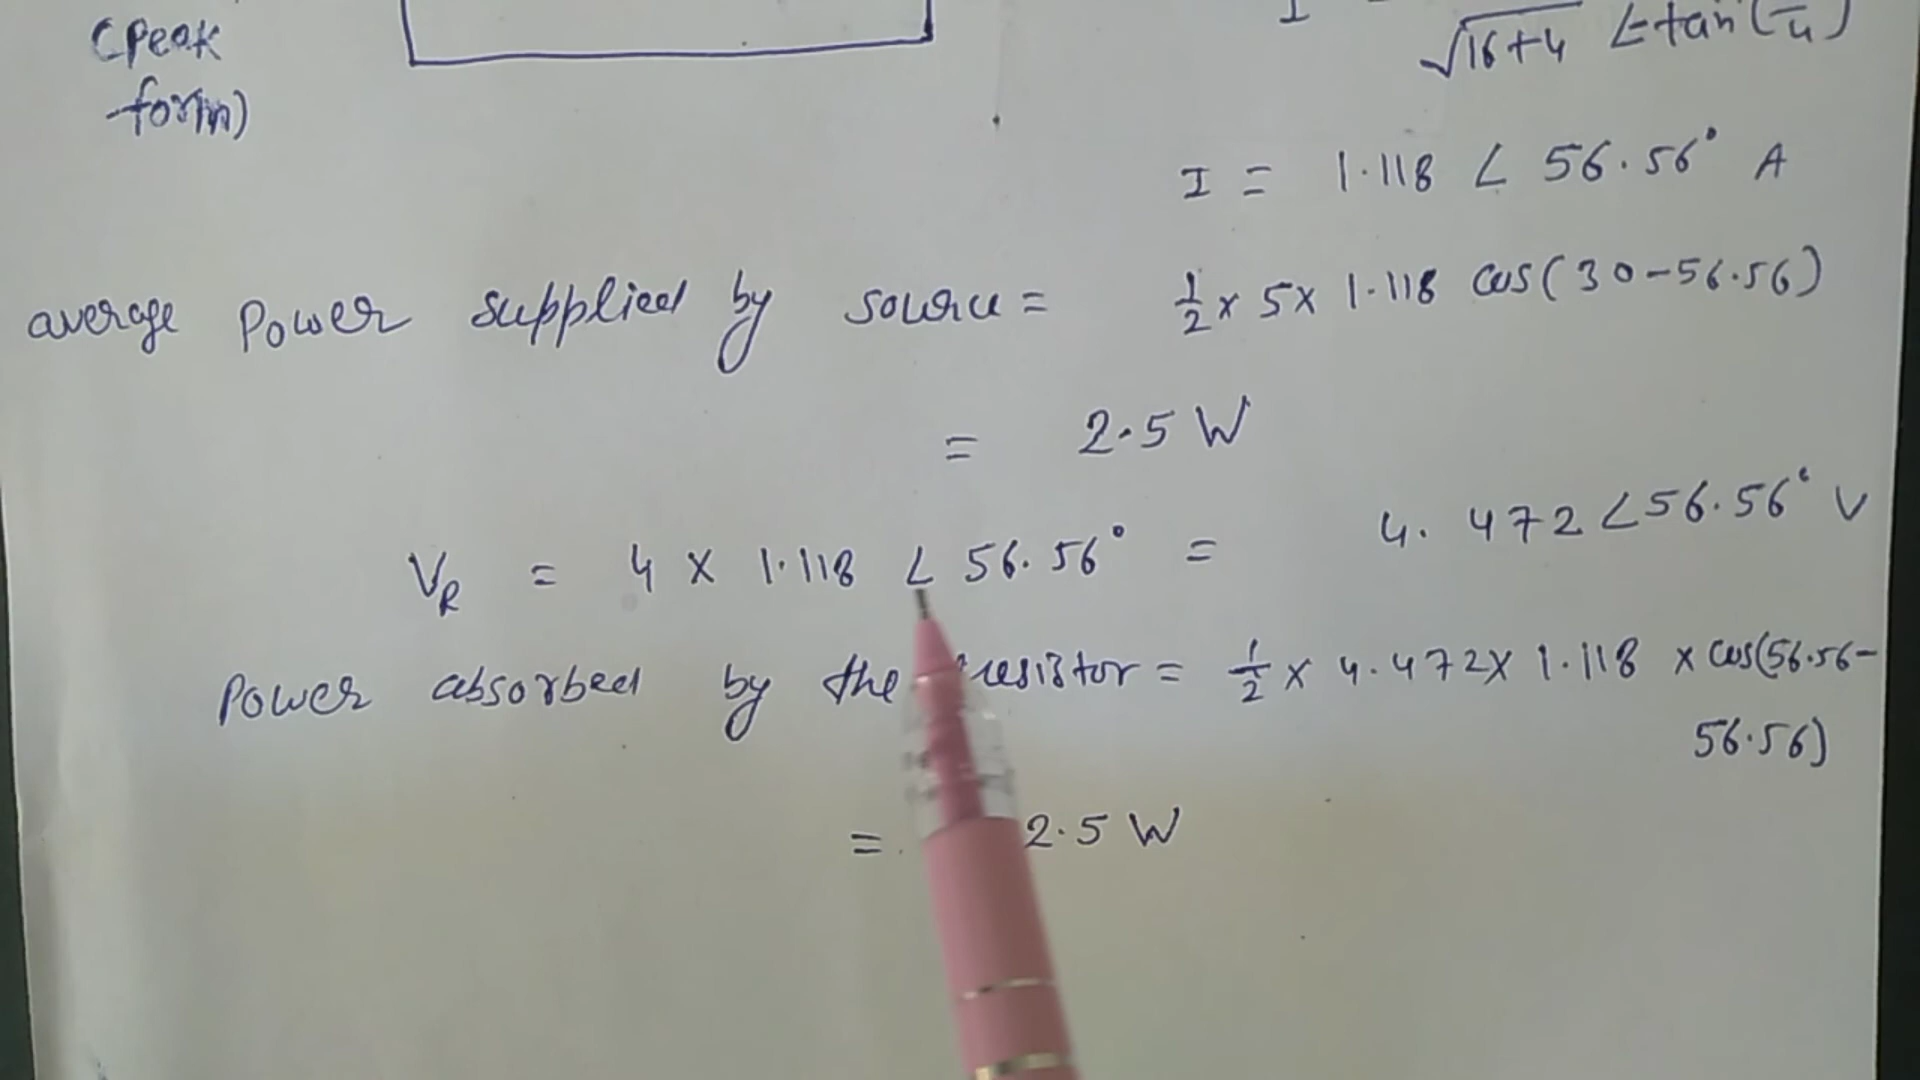 (Peak
form)
I
√16+4 ∠-tan(-/4)
I = 1.118 ∠ 56.56° A
average Power supplied by source = 1/2 x 5 x 1.118 cos(30-56.56)
= 2.5 W
VR = 4 x 1.118 ∠ 56.56° = 4.472 ∠56.56° V
Power absorbed by the resistor = 1/2 x 4.472 x 1.118 x cos(56.56-
56.56)
= 2.5 W